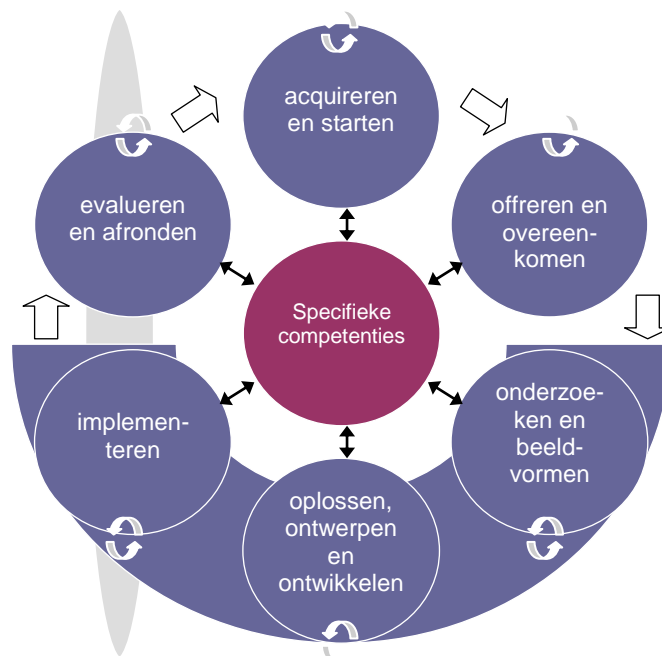 acquireren
en starten
offreren en
overeen-
komen
onderzoe-
ken en
beeld-
vormen
oplossen,
ontwerpen
en
ontwikkelen
implemen-
teren
evalueren
en afronden
Specifieke
competenties